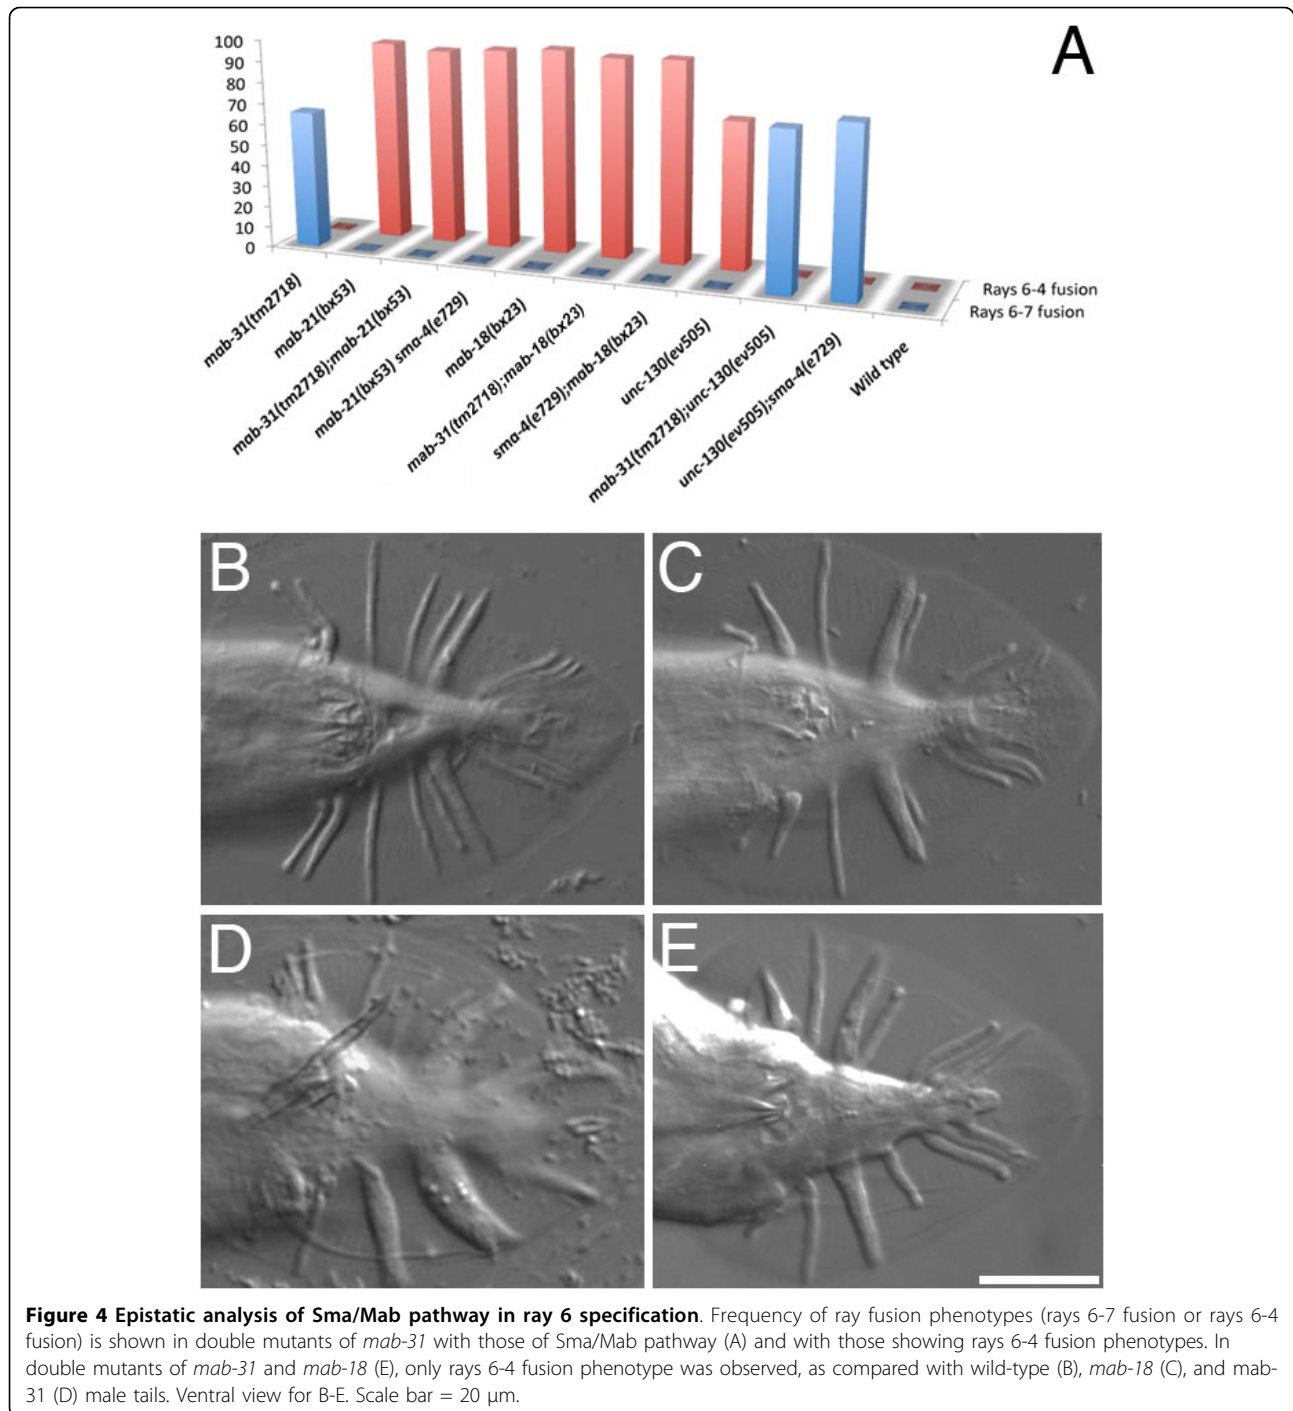 A
100
90
80
70
60
50
40
30
20
10
0
Rays 6-4 fusion
Rays 6-7 fusion
mab-31(tm2718)
mab-21(bx53)
mab-31(tm2718);mab-21(bx53)
mab-21(bx53) sma-4(e729)
mab-18(bx23)
mab-31(tm2718);mab-18(bx23)
sma-4(e729);mab-18(bx23)
unc-130(ev505)
mab-31(tm2718);unc-130(ev505)
unc-130(ev505);sma-4(e729)
Wild type
B
C
D
E
Figure 4 Epistatic analysis of Sma/Mab pathway in ray 6 specification. Frequency of ray fusion phenotypes (rays 6-7 fusion or rays 6-4
fusion) is shown in double mutants of mab-31 with those of Sma/Mab pathway (A) and with those showing rays 6-4 fusion phenotypes. In
double mutants of mab-31 and mab-18 (E), only rays 6-4 fusion phenotype was observed, as compared with wild-type (B), mab-18 (C), and mab-
31 (D) male tails. Ventral view for B-E. Scale bar = 20 μm.